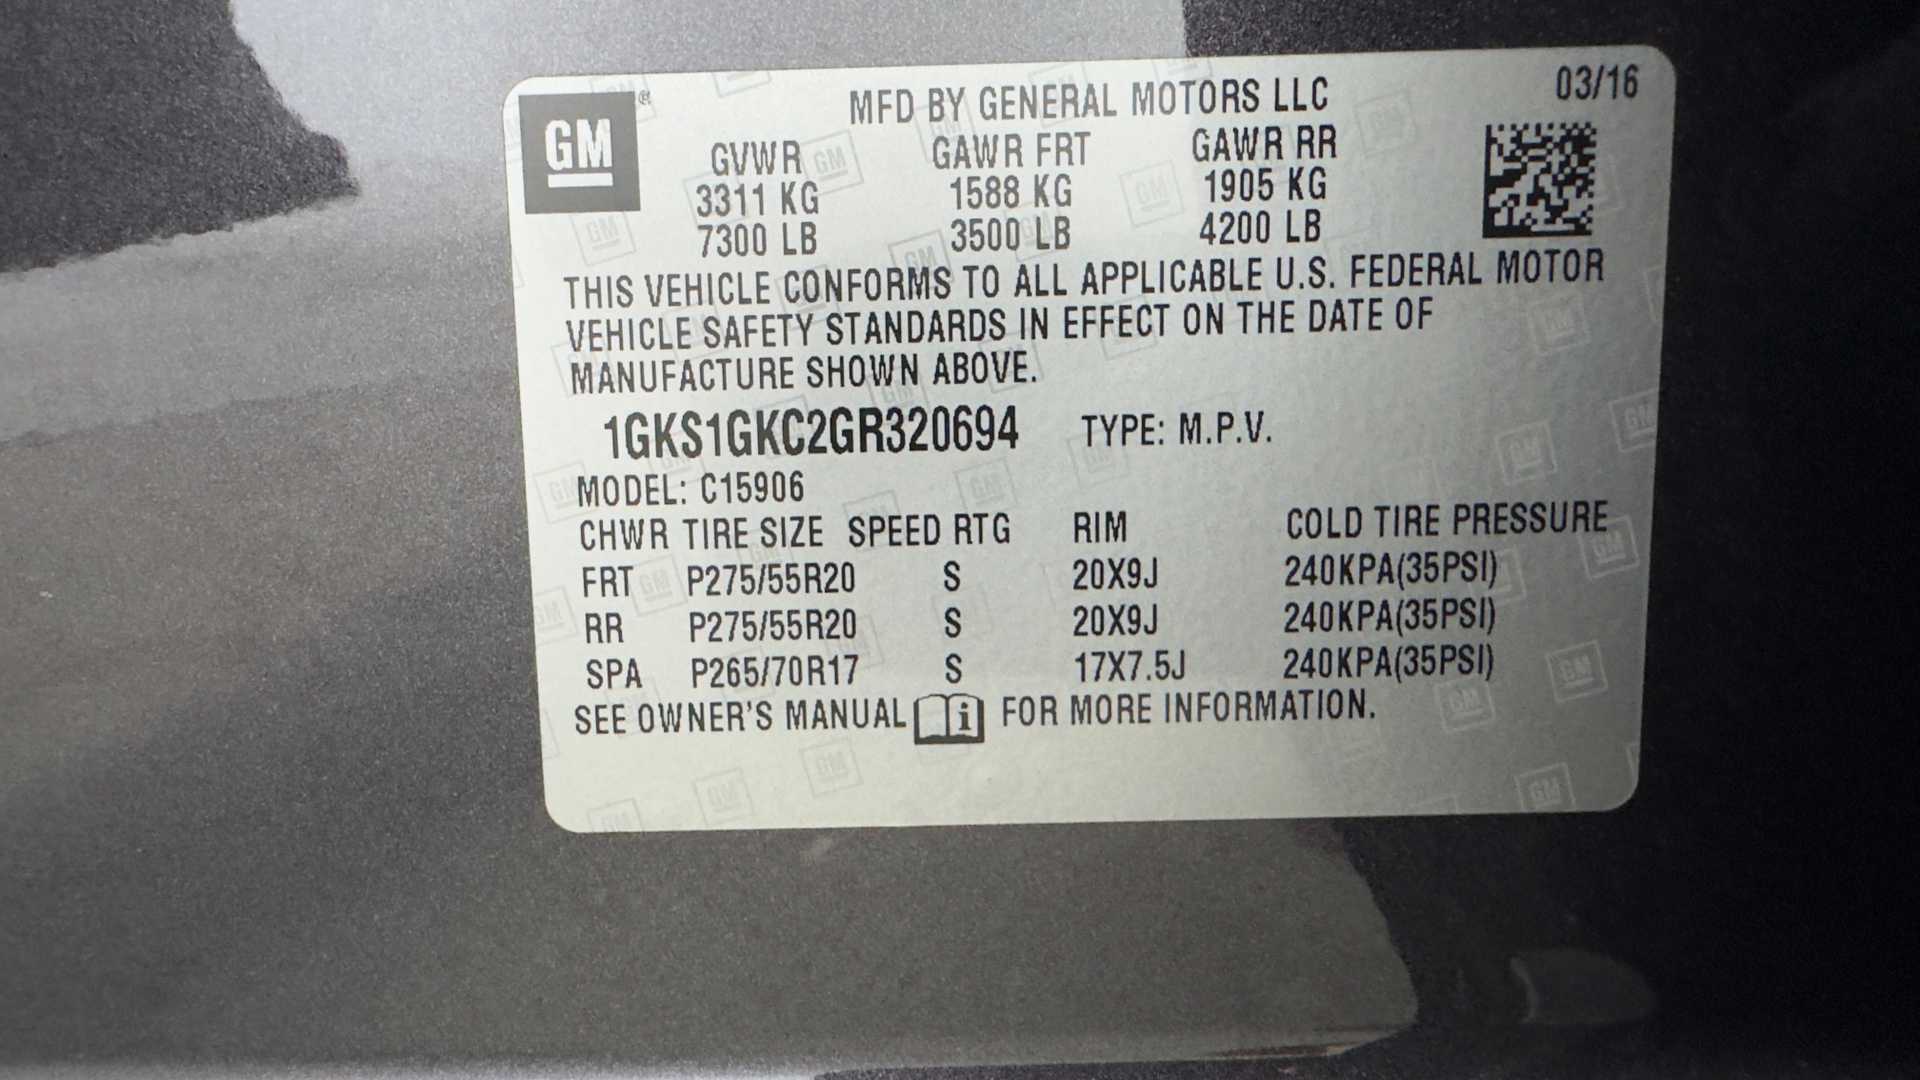 GM®
MFD BY GENERAL MOTORS LLC 03/16
GVWR GAWR FRT GAWR RR
3311 KG 1588 KG 1905 KG
7300 LB 3500 LB 4200 LB
THIS VEHICLE CONFORMS TO ALL APPLICABLE U.S. FEDERAL MOTOR
VEHICLE SAFETY STANDARDS IN EFFECT ON THE DATE OF
MANUFACTURE SHOWN ABOVE.
1GKS1GKC2GR320694 TYPE: M.P.V.
MODEL: C15906
CHWR TIRE SIZE SPEED RTG RIM COLD TIRE PRESSURE
FRT P275/55R20 S 20X9J 240KPA(35PSI)
RR P275/55R20 S 20X9J 240KPA(35PSI)
SPA P265/70R17 S 17X7.5J 240KPA(35PSI)
SEE OWNER'S MANUAL i FOR MORE INFORMATION.